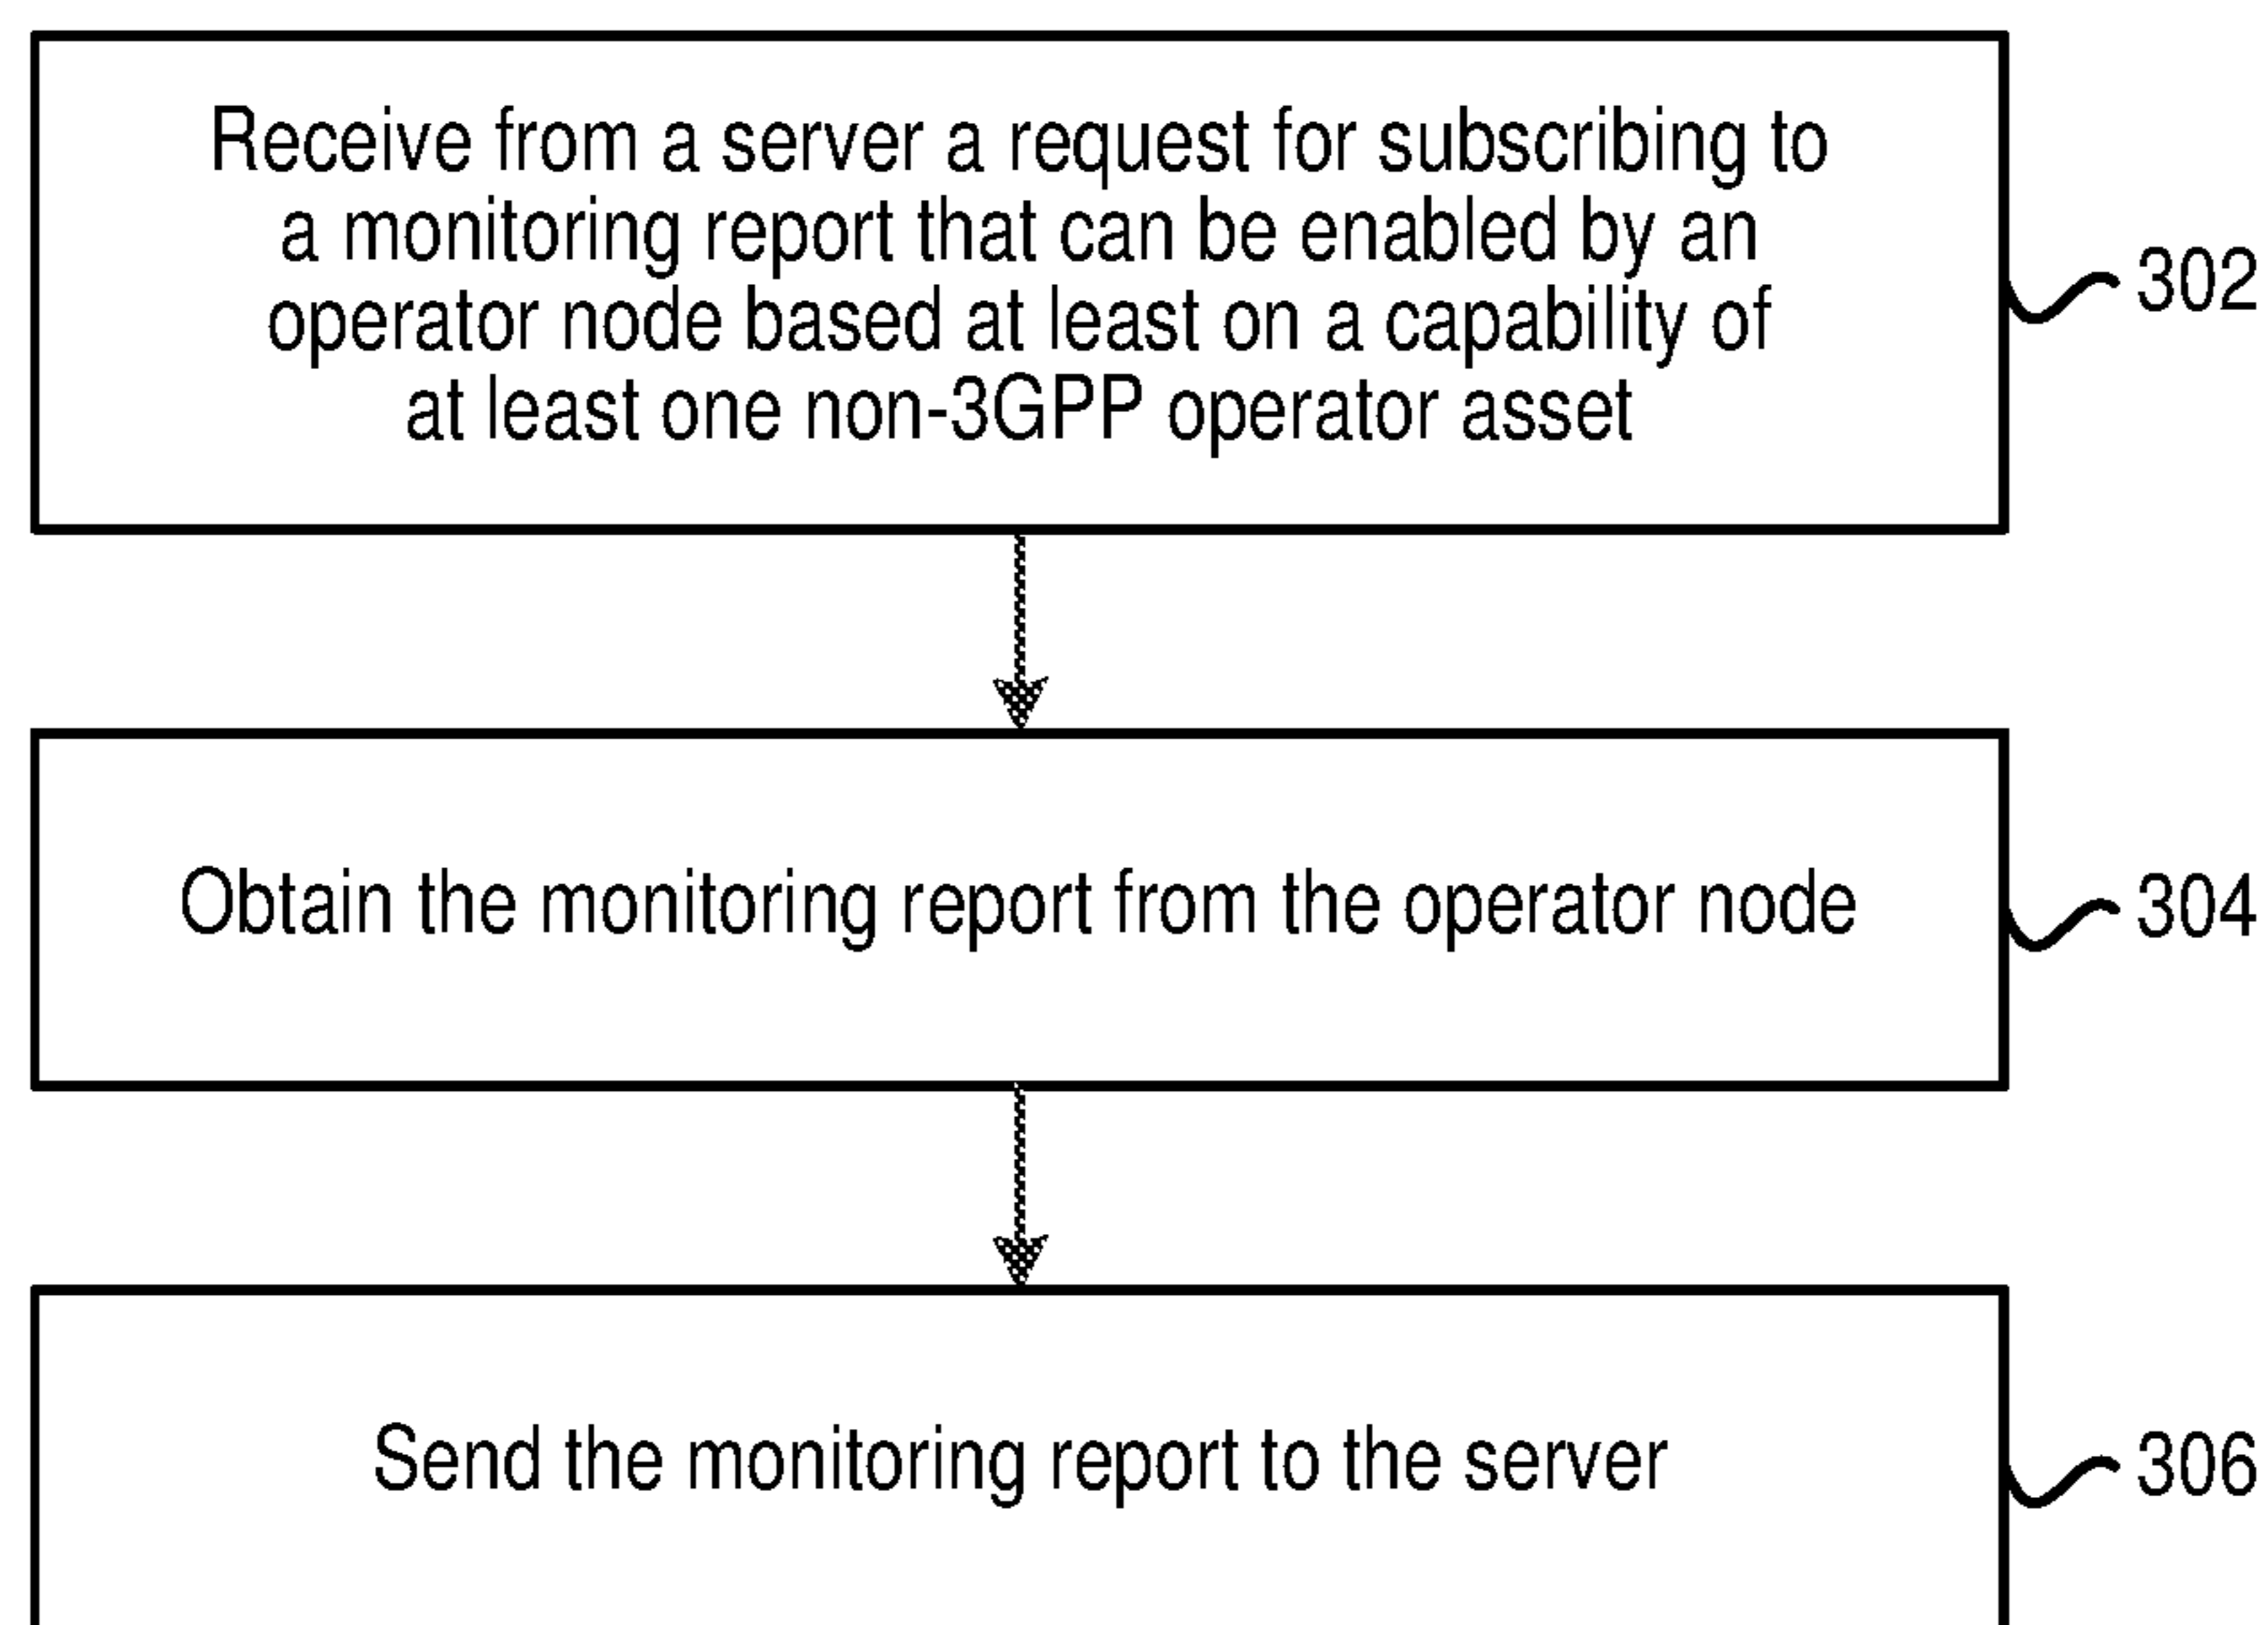 Receive from a server a request for subscribing to
a monitoring report that can be enabled by an
operator node based at least on a capability of
at least one non-3GPP operator asset
302
Obtain the monitoring report from the operator node
304
Send the monitoring report to the server
306